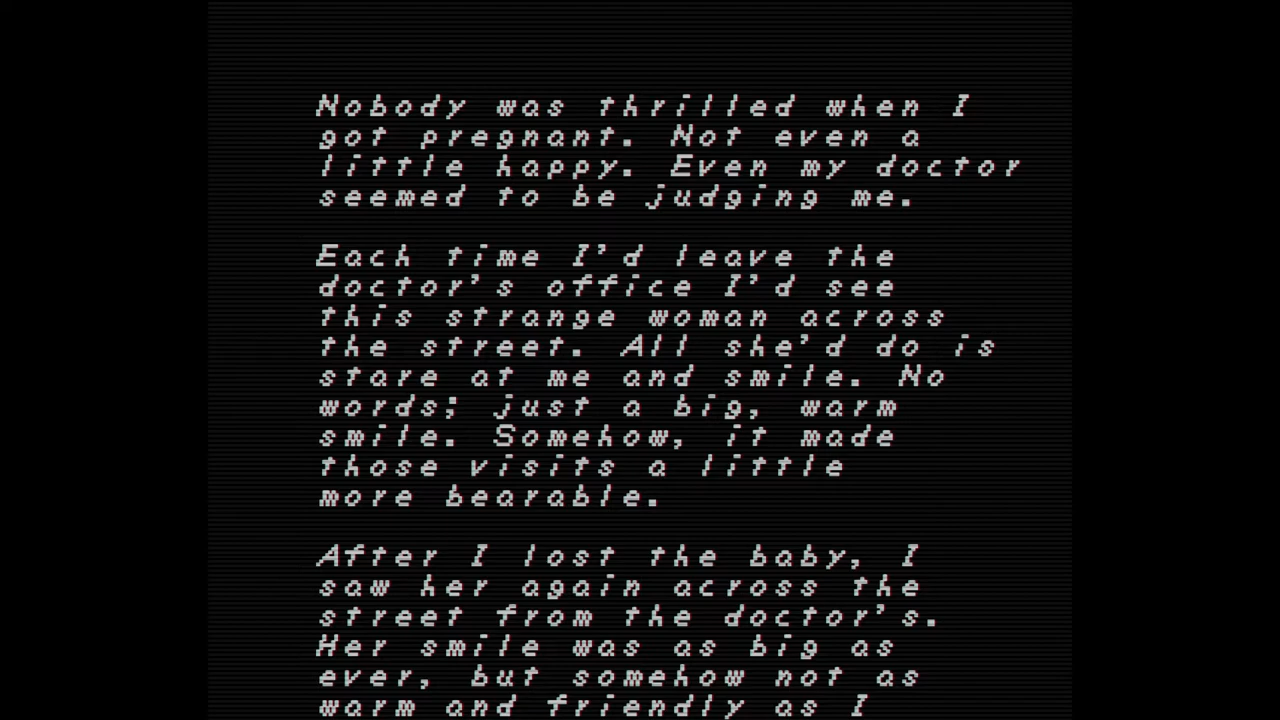 Nobody was thrilled when I
got pregnant. Not even a
little happy. Even my doctor
seemed to be judging me.
Each time I'd leave the
doctor's office I'd see
this strange woman across
the street. All she'd do is
stare at me and smile. No
words; just a big, warm
smile. Somehow, it made
those visits a little
more bearable.
After I lost the baby, I
saw her again across the
street from the doctor's.
Her smile was as big as
ever, but somehow not as
warm and friendly as I